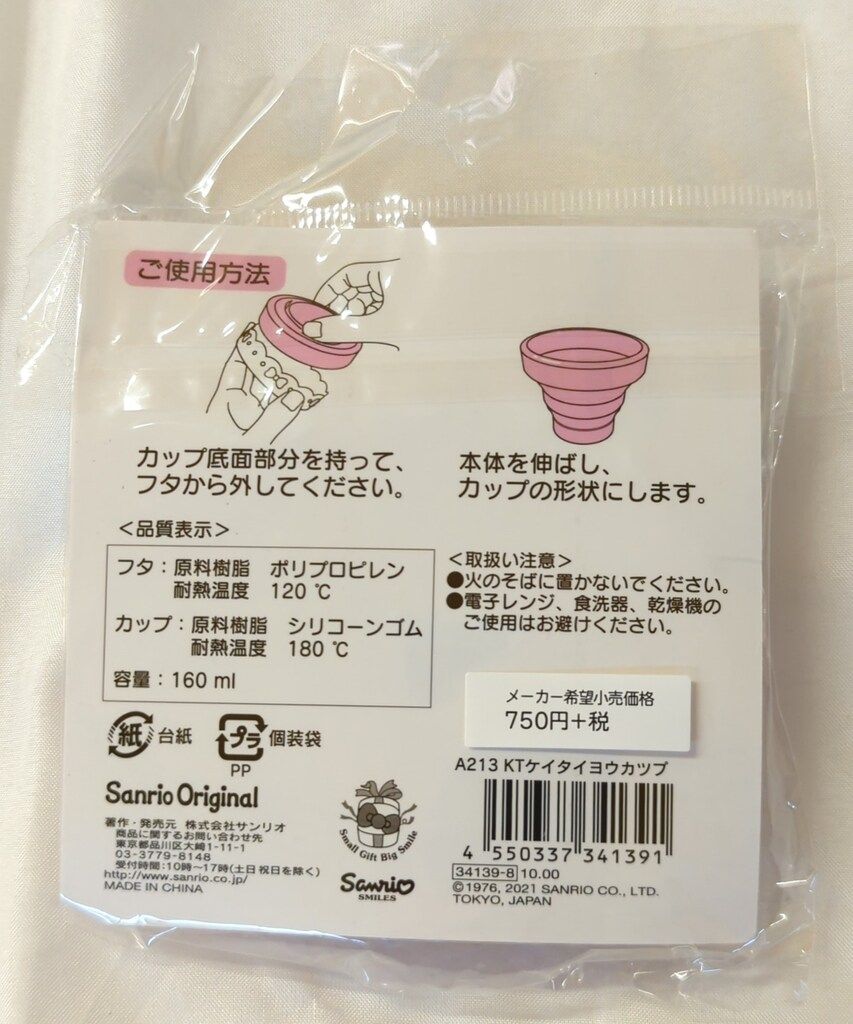 ご使用方法
カップ底面部分を持って、
フタから外してください。
本体を伸ばし、
カップの形状にします。
＜品質表示＞
フタ：原料樹脂　ポリプロピレン
耐熱温度　120 ℃
カップ：原料樹脂　シリコーンゴム
耐熱温度　180 ℃
容量：160 ml
＜取扱い注意＞
●火のそばに置かないでください。
●電子レンジ、食洗器、乾燥機の
ご使用はお避けください。
メーカー希望小売価格
750円+税
紙 台紙
プラ 個装袋
PP
A213 KTケイタイヨウカツプ
4 550337 341391
34139-8 10.00
©1976, 2021 SANRIO CO., LTD.
TOKYO, JAPAN
Sanrio Original
著作・発売元 株式会社サンリオ
商品に関するお問い合わせ先
東京都品川区大崎1-11-1
03-3779-8148
受付時間:10時～17時(土日祝日を除く)
http://www.sanrio.co.jp/
MADE IN CHINA
Small Gift Big Smile
Sanrio
SMILES